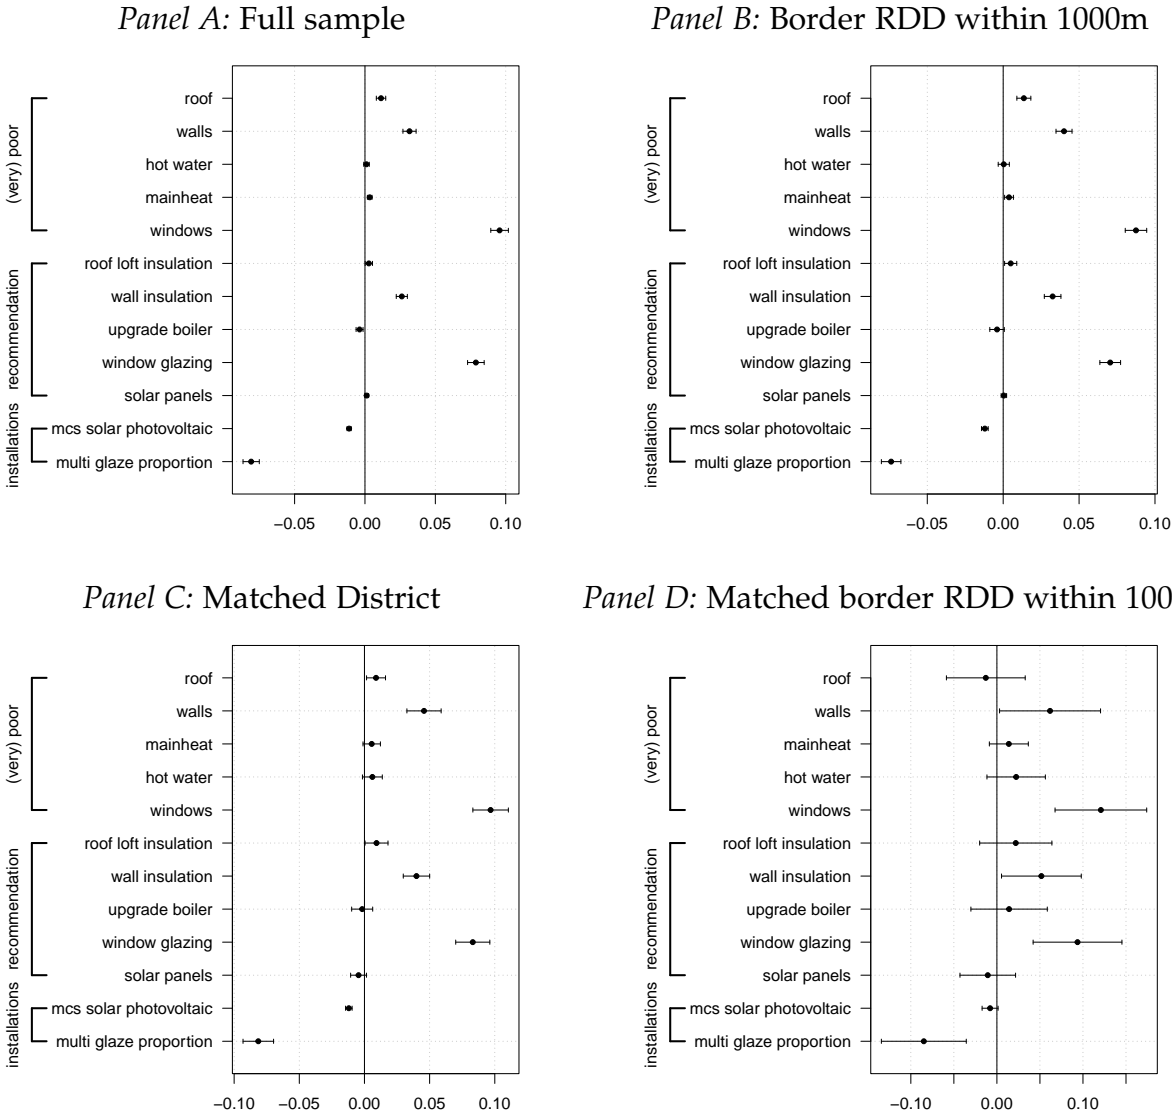 Panel A: Full sample
(very) poor
roof
walls
hot water
mainheat
windows
recommendation
roof loft insulation
wall insulation
upgrade boiler
window glazing
solar panels
installations
mcs solar photovoltaic
multi glaze proportion
−0.05 0.00 0.05 0.10
Panel B: Border RDD within 1000m
(very) poor
roof
walls
hot water
mainheat
windows
recommendation
roof loft insulation
wall insulation
upgrade boiler
window glazing
solar panels
installations
mcs solar photovoltaic
multi glaze proportion
−0.05 0.00 0.05 0.10
Panel C: Matched District
(very) poor
roof
walls
mainheat
hot water
windows
recommendation
roof loft insulation
wall insulation
upgrade boiler
window glazing
solar panels
installations
mcs solar photovoltaic
multi glaze proportion
−0.10 −0.05 0.00 0.05 0.10
Panel D: Matched border RDD within 100
(very) poor
roof
walls
mainheat
hot water
windows
recommendation
roof loft insulation
wall insulation
upgrade boiler
window glazing
solar panels
installations
mcs solar photovoltaic
multi glaze proportion
−0.10 0.00 0.10